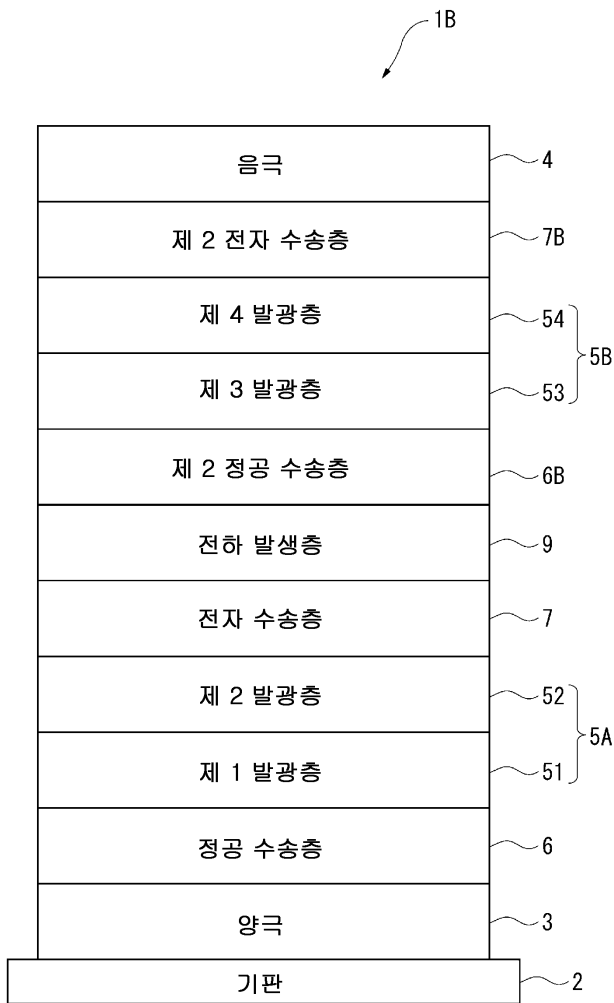 1B
음극 4
제 2 전자 수송층 7B
제 4 발광층 54
5B
제 3 발광층 53
제 2 정공 수송층 6B
전하 발생층 9
전자 수송층 7
제 2 발광층 52
5A
제 1 발광층 51
정공 수송층 6
양극 3
기판 2